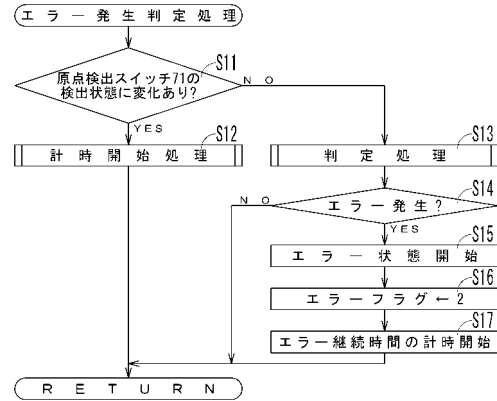 エラー発生判定処理
S11
原点検出スイッチ71の
検出状態に変化あり?
NO
YES
S12
計時開始処理
S13
判定処理
S14
エラー発生?
NO
YES
S15
エラー状態開始
S16
エラーフラグ←2
S17
エラー継続時間の計時開始
RETURN